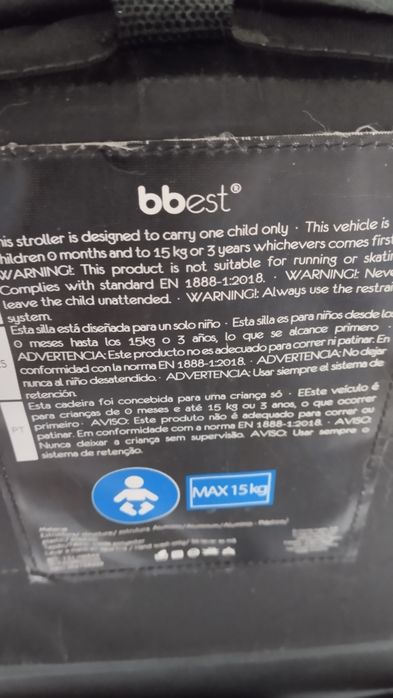 bbest®
his stroller is designed to carry one child only · This vehicle is
hildren 0 months and to 15 kg or 3 years whichevers comes first
WARNING!: This product is not suitable for running or skatin
Complies with standard EN 1888-1:2018. · WARNING!: Neve
leave the child unattended. · WARNING!: Always use the restrai
system.
Esta silla está diseñada para un solo niño · Esta silla es para niños desde los
0 meses hasta los 15kg o 3 años, lo que se alcance primero ·
ADVERTENCIA: Este producto no es adecuado para correr ni patinar. En
conformidad con la norma EN 1888-1:2018. · ADVERTENCIA: No dejar
nunca al niño desatendido. · ADVERTENCIA: Usar siempre el sistema de
retención.
PT
Esta cadeira foi concebida para uma criança só · EEste veículo é
para crianças de 0 meses e até 15 kg ou 3 anos, o que ocorrer
primeiro · AVISO: Este produto não é adequado para correr ou
patinar. Em conformidade com a norma EN 1888-1:2018 · AVISO:
Nunca deixar a criança sem supervisão. AVISO: Usar sempre o
sistema de retenção.
MAX 15 kg